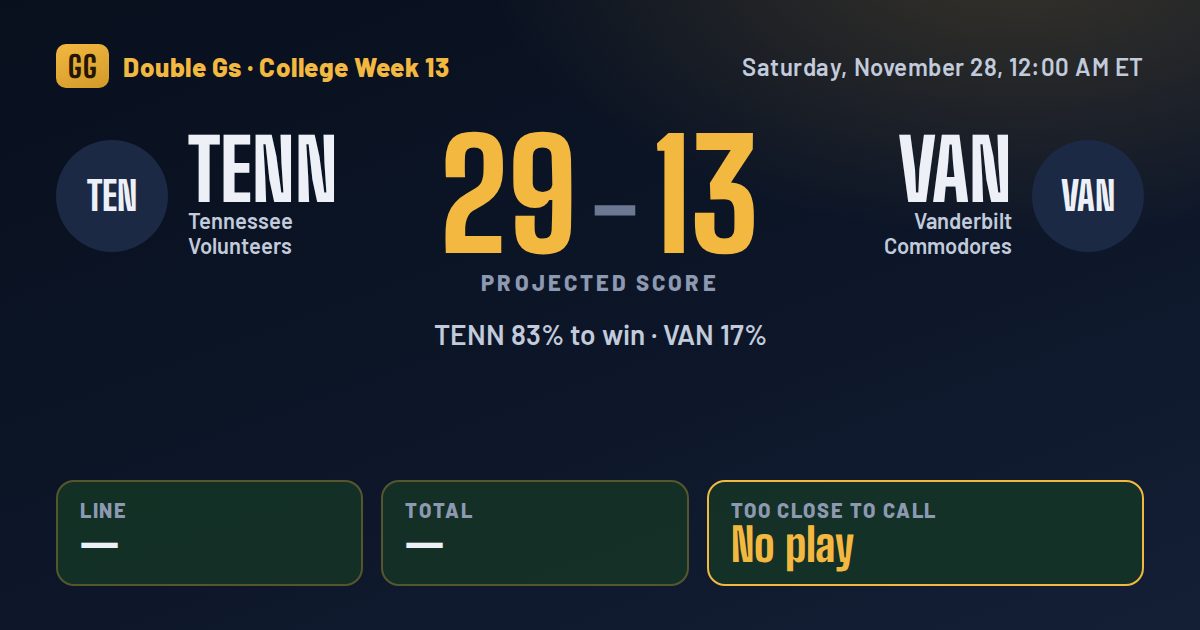 GG Double Gs · College Week 13
Saturday, November 28, 12:00 AM ET
TEN
TENN
Tennessee
Volunteers
29 – 13
PROJECTED SCORE
TENN 83% to win · VAN 17%
VAN
Vanderbilt
Commodores
VAN
LINE
—
TOTAL
—
TOO CLOSE TO CALL
No play